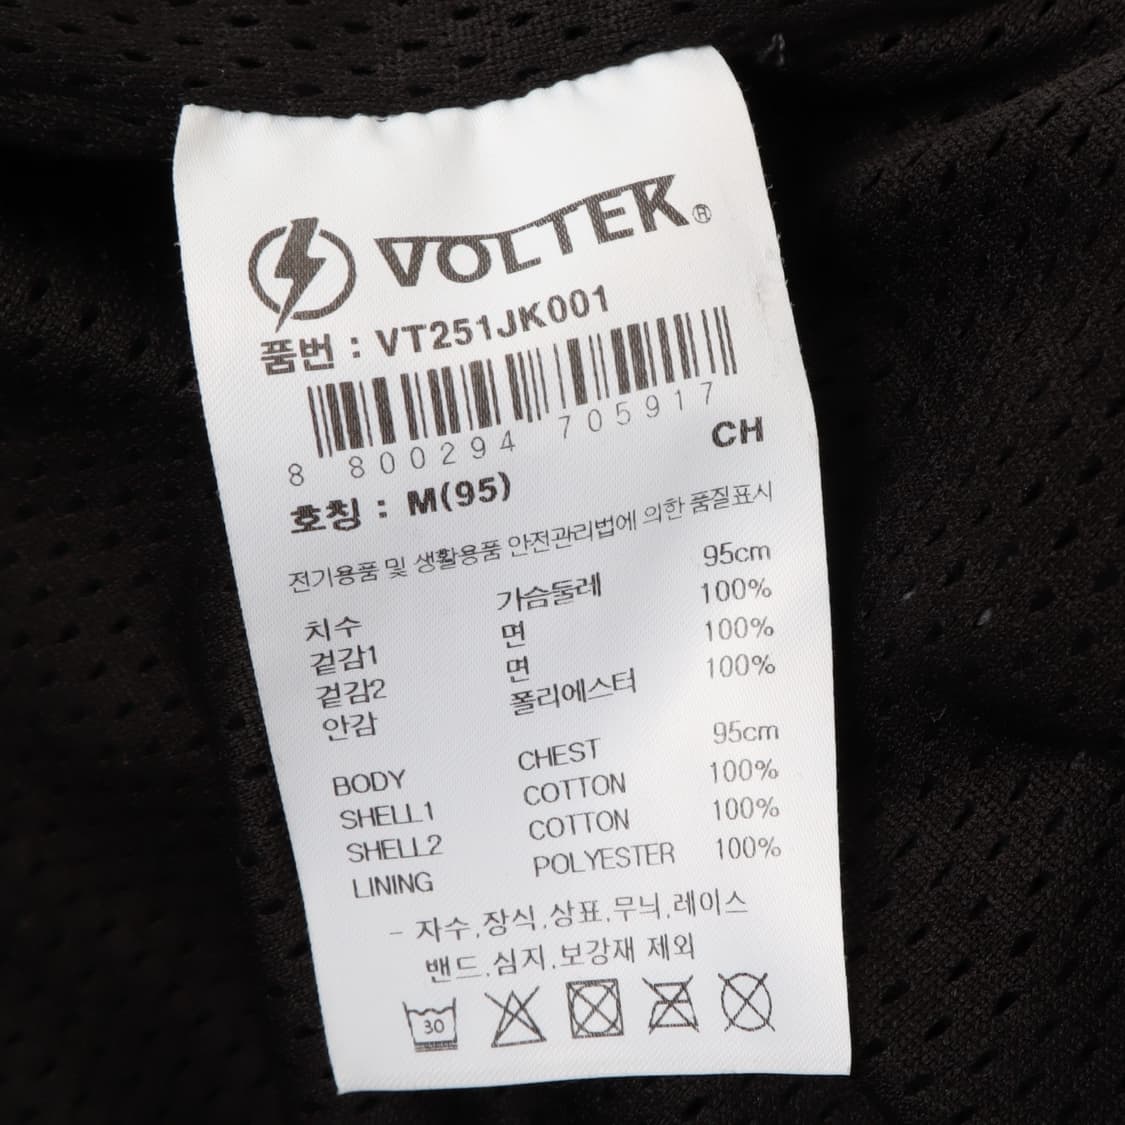 VOLTEK®
품번 : VT251JK001
8 800294 705917
호칭 : M(95) CH
전기용품 및 생활용품 안전관리법에 의한 품질표시
치수 가슴둘레 95cm
겉감1 면 100%
겉감2 면 100%
안감 폴리에스터 100%
BODY CHEST 95cm
SHELL1 COTTON 100%
SHELL2 COTTON 100%
LINING POLYESTER 100%
- 자수.장식.상표.무늬.레이스
밴드.심지.보강재 제외
30